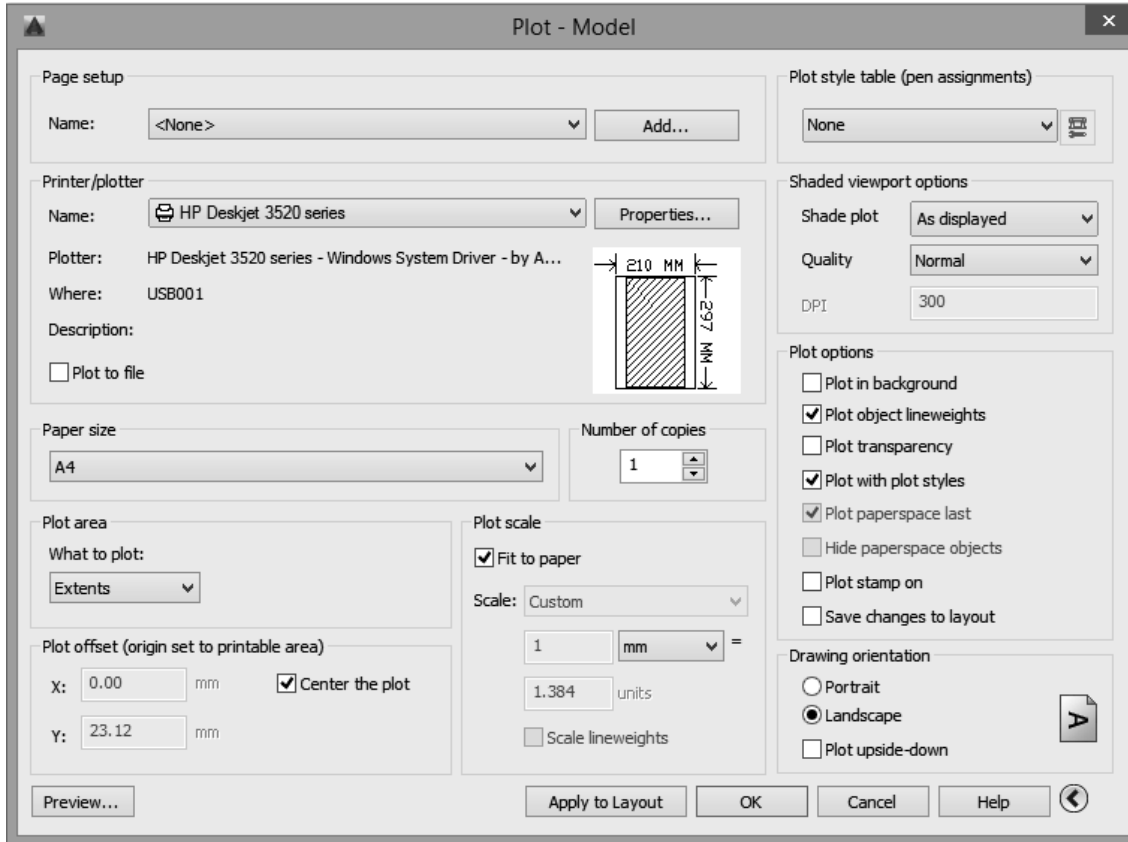 Plot - Model
Page setup
Name: <None> Add...
Plot style table (pen assignments)
None
Printer/plotter
Name: HP Deskjet 3520 series Properties...
Plotter: HP Deskjet 3520 series - Windows System Driver - by A...
Where: USB001
Description:
Plot to file
210 MM
297 MM
Shaded viewport options
Shade plot As displayed
Quality Normal
DPI 300
Paper size
A4
Number of copies
1
Plot options
Plot in background
Plot object lineweights
Plot transparency
Plot with plot styles
Plot paperspace last
Hide paperspace objects
Plot stamp on
Save changes to layout
Plot area
What to plot:
Extents
Plot scale
Fit to paper
Scale: Custom
1 mm =
1.384 units
Scale lineweights
Plot offset (origin set to printable area)
X: 0.00 mm Center the plot
Y: 23.12 mm
Drawing orientation
Portrait
Landscape
Plot upside-down
A
Preview... Apply to Layout OK Cancel Help